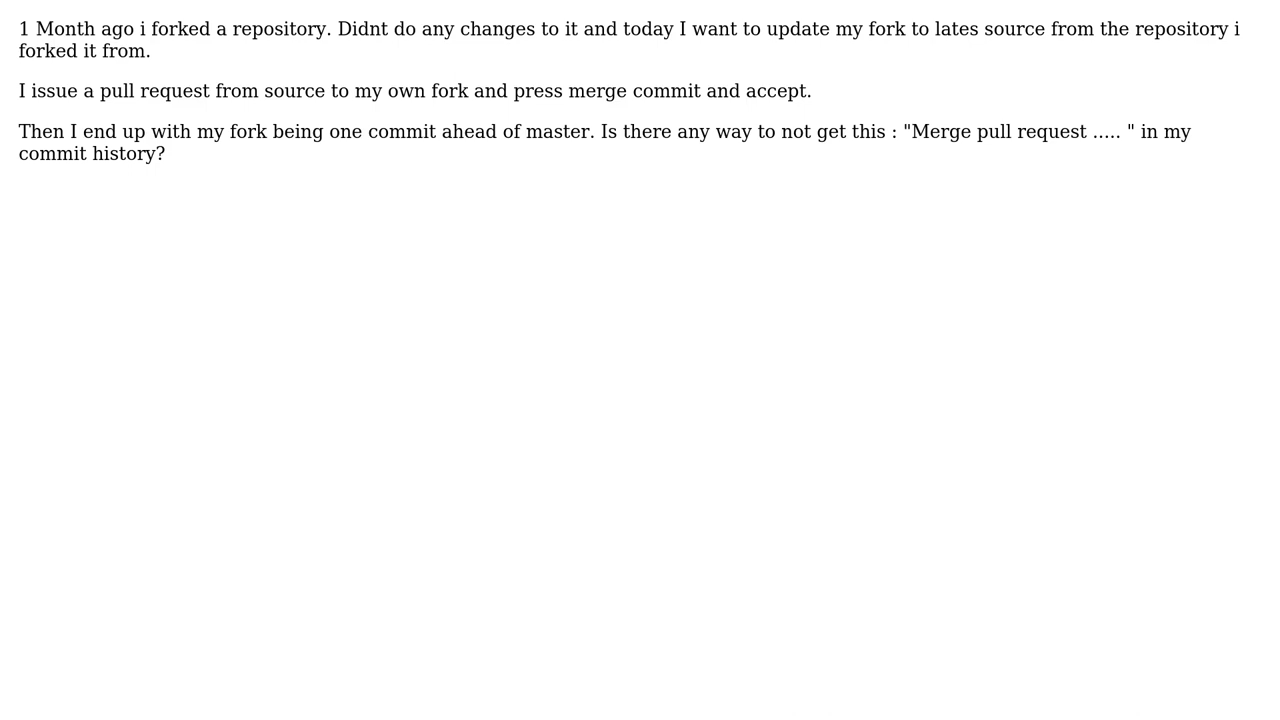 1 Month ago i forked a repository. Didnt do any changes to it and today I want to update my fork to lates source from the repository i
forked it from.
I issue a pull request from source to my own fork and press merge commit and accept.
Then I end up with my fork being one commit ahead of master. Is there any way to not get this : "Merge pull request ..... " in my
commit history?